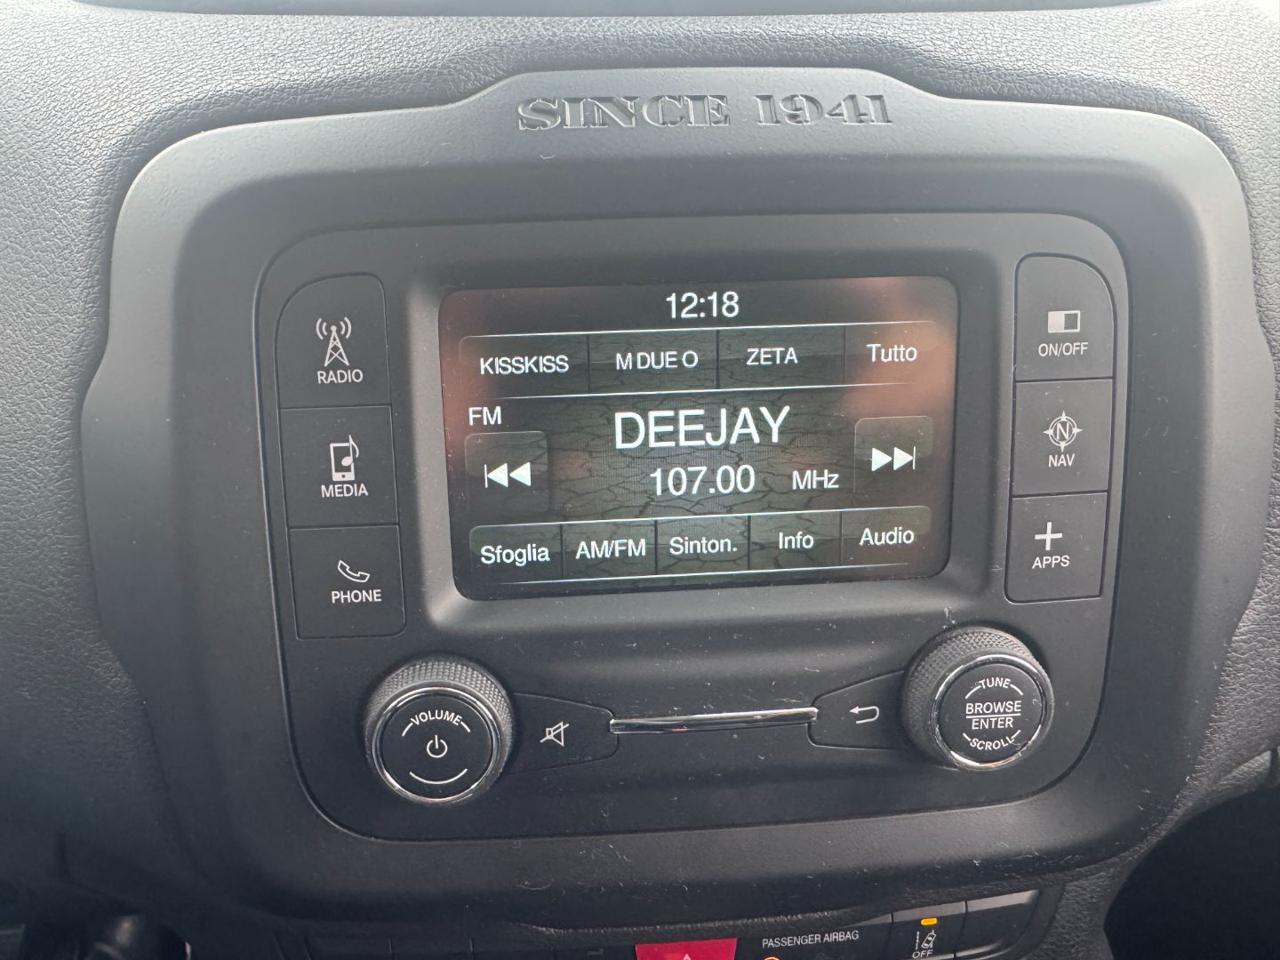 SINCE 1941
12:18
KISSKISS M DUE O ZETA Tutto
FM
DEEJAY
107.00 MHz
Sfoglia AM/FM Sinton. Info Audio
RADIO
MEDIA
PHONE
ON/OFF
N
NAV
APPS
VOLUME
TUNE
BROWSE
ENTER
SCROLL
PASSENGER AIRBAG
OFF